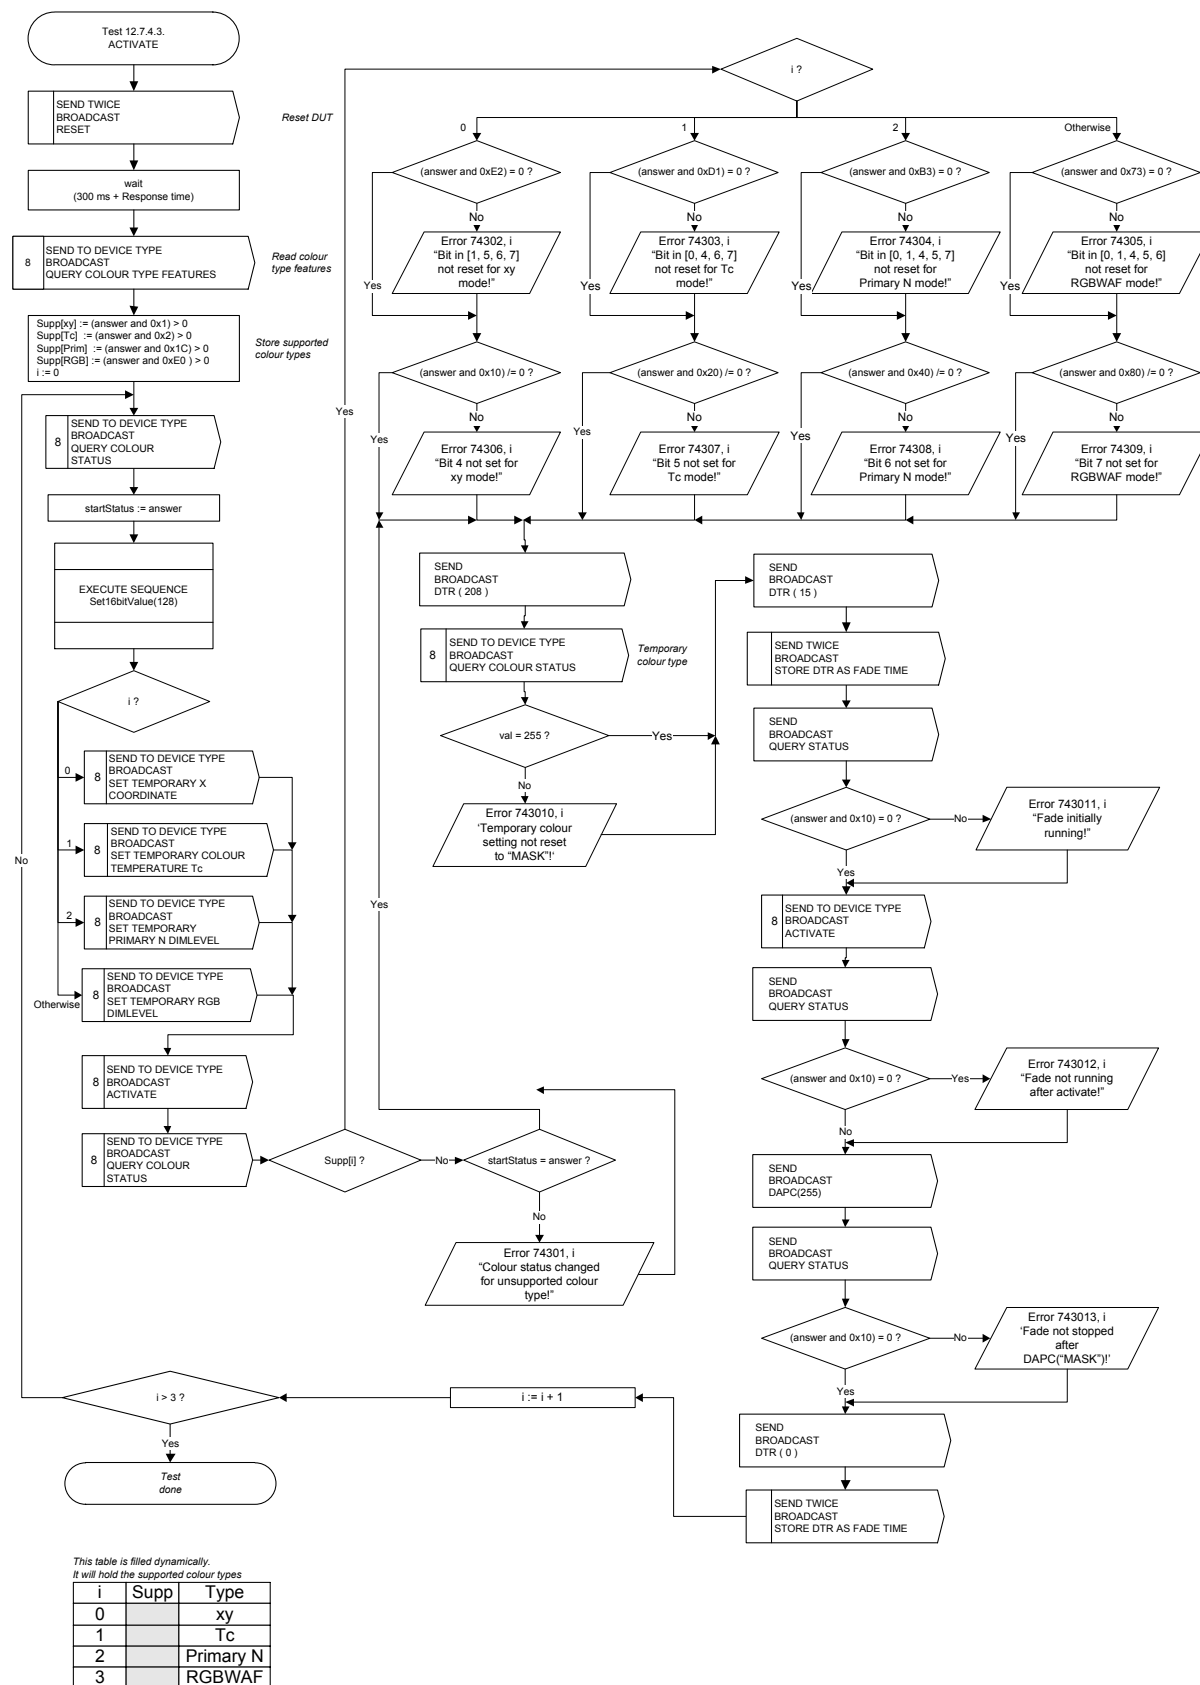 Test 12.7.4.3.
ACTIVATE
SEND TWICE
BROADCAST
RESET
Reset DUT
wait
(300 ms + Response time)
8
SEND TO DEVICE TYPE
BROADCAST
QUERY COLOUR TYPE FEATURES
Read colour
type features
Supp[xy] := (answer and 0x1) > 0
Supp[Tc] := (answer and 0x2) > 0
Supp[Prim] := (answer and 0x1C) > 0
Supp[RGB] := (answer and 0xE0 ) > 0
i := 0
Store supported
colour types
8
SEND TO DEVICE TYPE
BROADCAST
QUERY COLOUR
STATUS
startStatus := answer
EXECUTE SEQUENCE
Set16bitValue(128)
i ?
0
8
SEND TO DEVICE TYPE
BROADCAST
SET TEMPORARY X
COORDINATE
1
8
SEND TO DEVICE TYPE
BROADCAST
SET TEMPORARY COLOUR
TEMPERATURE Tc
2
8
SEND TO DEVICE TYPE
BROADCAST
SET TEMPORARY
PRIMARY N DIMLEVEL
Otherwise
8
SEND TO DEVICE TYPE
BROADCAST
SET TEMPORARY RGB
DIMLEVEL
8
SEND TO DEVICE TYPE
BROADCAST
ACTIVATE
8
SEND TO DEVICE TYPE
BROADCAST
QUERY COLOUR
STATUS
Supp[i] ?
No
startStatus = answer ?
No
Error 74301, i
“Colour status changed
for unsupported colour
type!”
Yes
Yes
i ?
0
1
2
Otherwise
(answer and 0xE2) = 0 ?
(answer and 0xD1) = 0 ?
(answer and 0xB3) = 0 ?
(answer and 0x73) = 0 ?
No
No
No
No
Yes
Yes
Yes
Yes
Error 74302, i
“Bit in [1, 5, 6, 7]
not reset for xy
mode!”
Error 74303, i
“Bit in [0, 4, 6, 7]
not reset for Tc
mode!”
Error 74304, i
“Bit in [0, 1, 4, 5, 7]
not reset for
Primary N mode!”
Error 74305, i
“Bit in [0, 1, 4, 5, 6]
not reset for
RGBWAF mode!”
(answer and 0x10) /= 0 ?
(answer and 0x20) /= 0 ?
(answer and 0x40) /= 0 ?
(answer and 0x80) /= 0 ?
No
No
No
No
Yes
Yes
Yes
Yes
Error 74306, i
“Bit 4 not set for
xy mode!”
Error 74307, i
“Bit 5 not set for
Tc mode!”
Error 74308, i
“Bit 6 not set for
Primary N mode!”
Error 74309, i
“Bit 7 not set for
RGBWAF mode!”
SEND
BROADCAST
DTR ( 208 )
8
SEND TO DEVICE TYPE
BROADCAST
QUERY COLOUR STATUS
Temporary
colour type
val = 255 ?
Yes
No
Error 743010, i
‘Temporary colour
setting not reset
to “MASK”!‘
SEND
BROADCAST
DTR ( 15 )
SEND TWICE
BROADCAST
STORE DTR AS FADE TIME
SEND
BROADCAST
QUERY STATUS
(answer and 0x10) = 0 ?
No
Error 743011, i
“Fade initially
running!”
Yes
8
SEND TO DEVICE TYPE
BROADCAST
ACTIVATE
SEND
BROADCAST
QUERY STATUS
(answer and 0x10) = 0 ?
Yes
Error 743012, i
“Fade not running
after activate!”
No
SEND
BROADCAST
DAPC(255)
SEND
BROADCAST
QUERY STATUS
(answer and 0x10) = 0 ?
No
Error 743013, i
‘Fade not stopped
after
DAPC(“MASK”)!’
Yes
SEND
BROADCAST
DTR ( 0 )
SEND TWICE
BROADCAST
STORE DTR AS FADE TIME
i := i + 1
i > 3 ?
No
Yes
Test
done
This table is filled dynamically.
It will hold the supported colour types
i Supp Type
0 xy
1 Tc
2 Primary N
3 RGBWAF